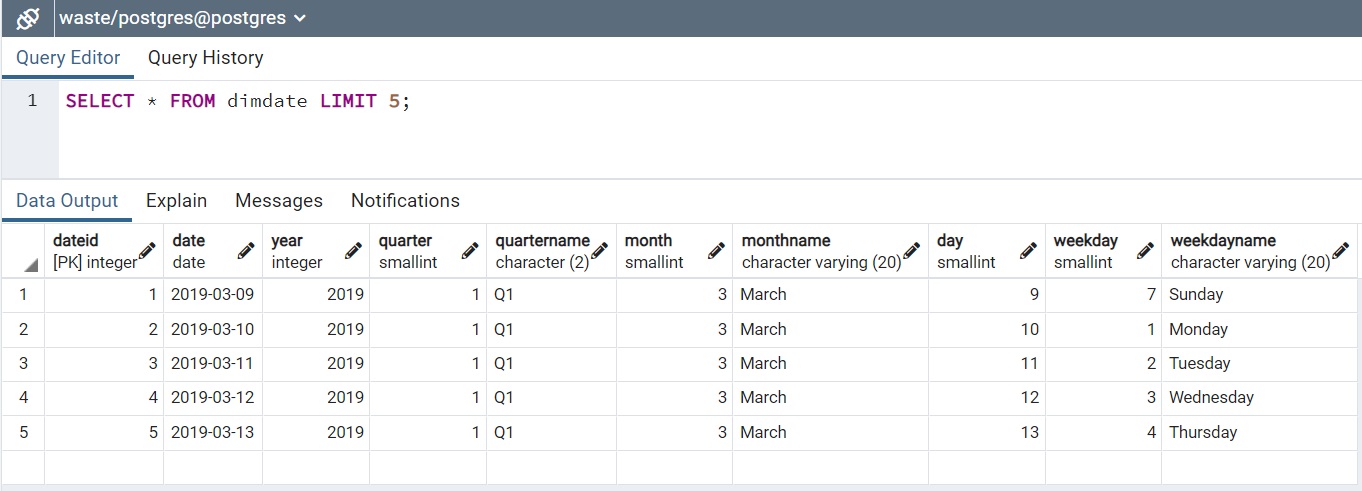 waste/postgres@postgres
Query Editor Query History
1 SELECT * FROM dimdate LIMIT 5;
Data Output Explain Messages Notifications
dateid date year quarter quartername month monthname day weekday weekdayname
[PK] integer date integer smallint character (2) smallint character varying (20) smallint smallint character varying (20)
1 1 2019-03-09 2019 1 Q1 3 March 9 7 Sunday
2 2 2019-03-10 2019 1 Q1 3 March 10 1 Monday
3 3 2019-03-11 2019 1 Q1 3 March 11 2 Tuesday
4 4 2019-03-12 2019 1 Q1 3 March 12 3 Wednesday
5 5 2019-03-13 2019 1 Q1 3 March 13 4 Thursday